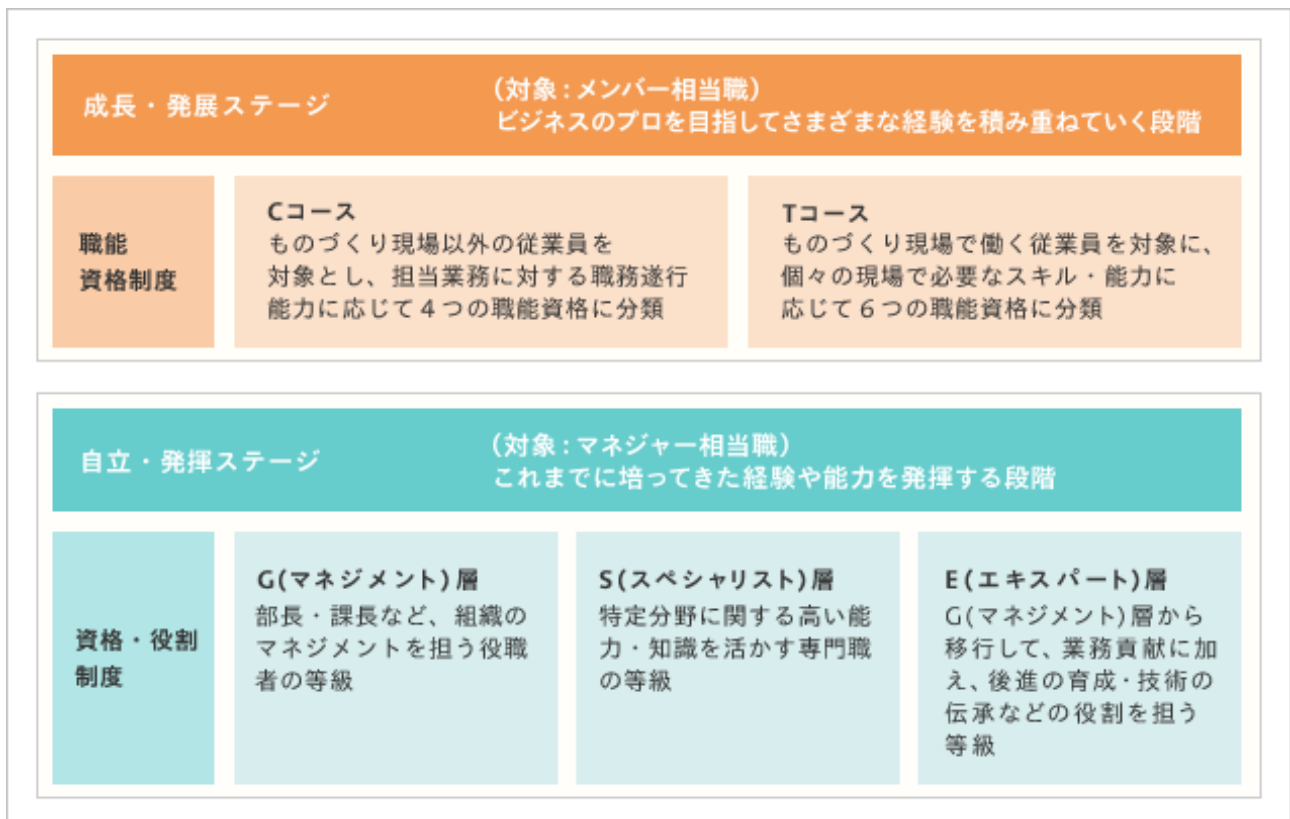 成長・発展ステージ
(対象:メンバー相当職)
ビジネスのプロを目指してさまざまな経験を積み重ねていく段階
職能
資格制度
Cコース
ものづくり現場以外の従業員を
対象とし、担当業務に対する職務遂行
能力に応じて4つの職能資格に分類
Tコース
ものづくり現場で働く従業員を対象に、
個々の現場で必要なスキル・能力に
応じて6つの職能資格に分類
自立・発揮ステージ
(対象:マネジャー相当職)
これまでに培ってきた経験や能力を発揮する段階
資格・役割
制度
G(マネジメント)層
部長・課長など、組織の
マネジメントを担う役職
者の等級
S(スペシャリスト)層
特定分野に関する高い能
力・知識を活かす専門職
の等級
E(エキスパート)層
G(マネジメント)層から
移行して、業務貢献に加
え、後進の育成・技術の
伝承などの役割を担う
等級